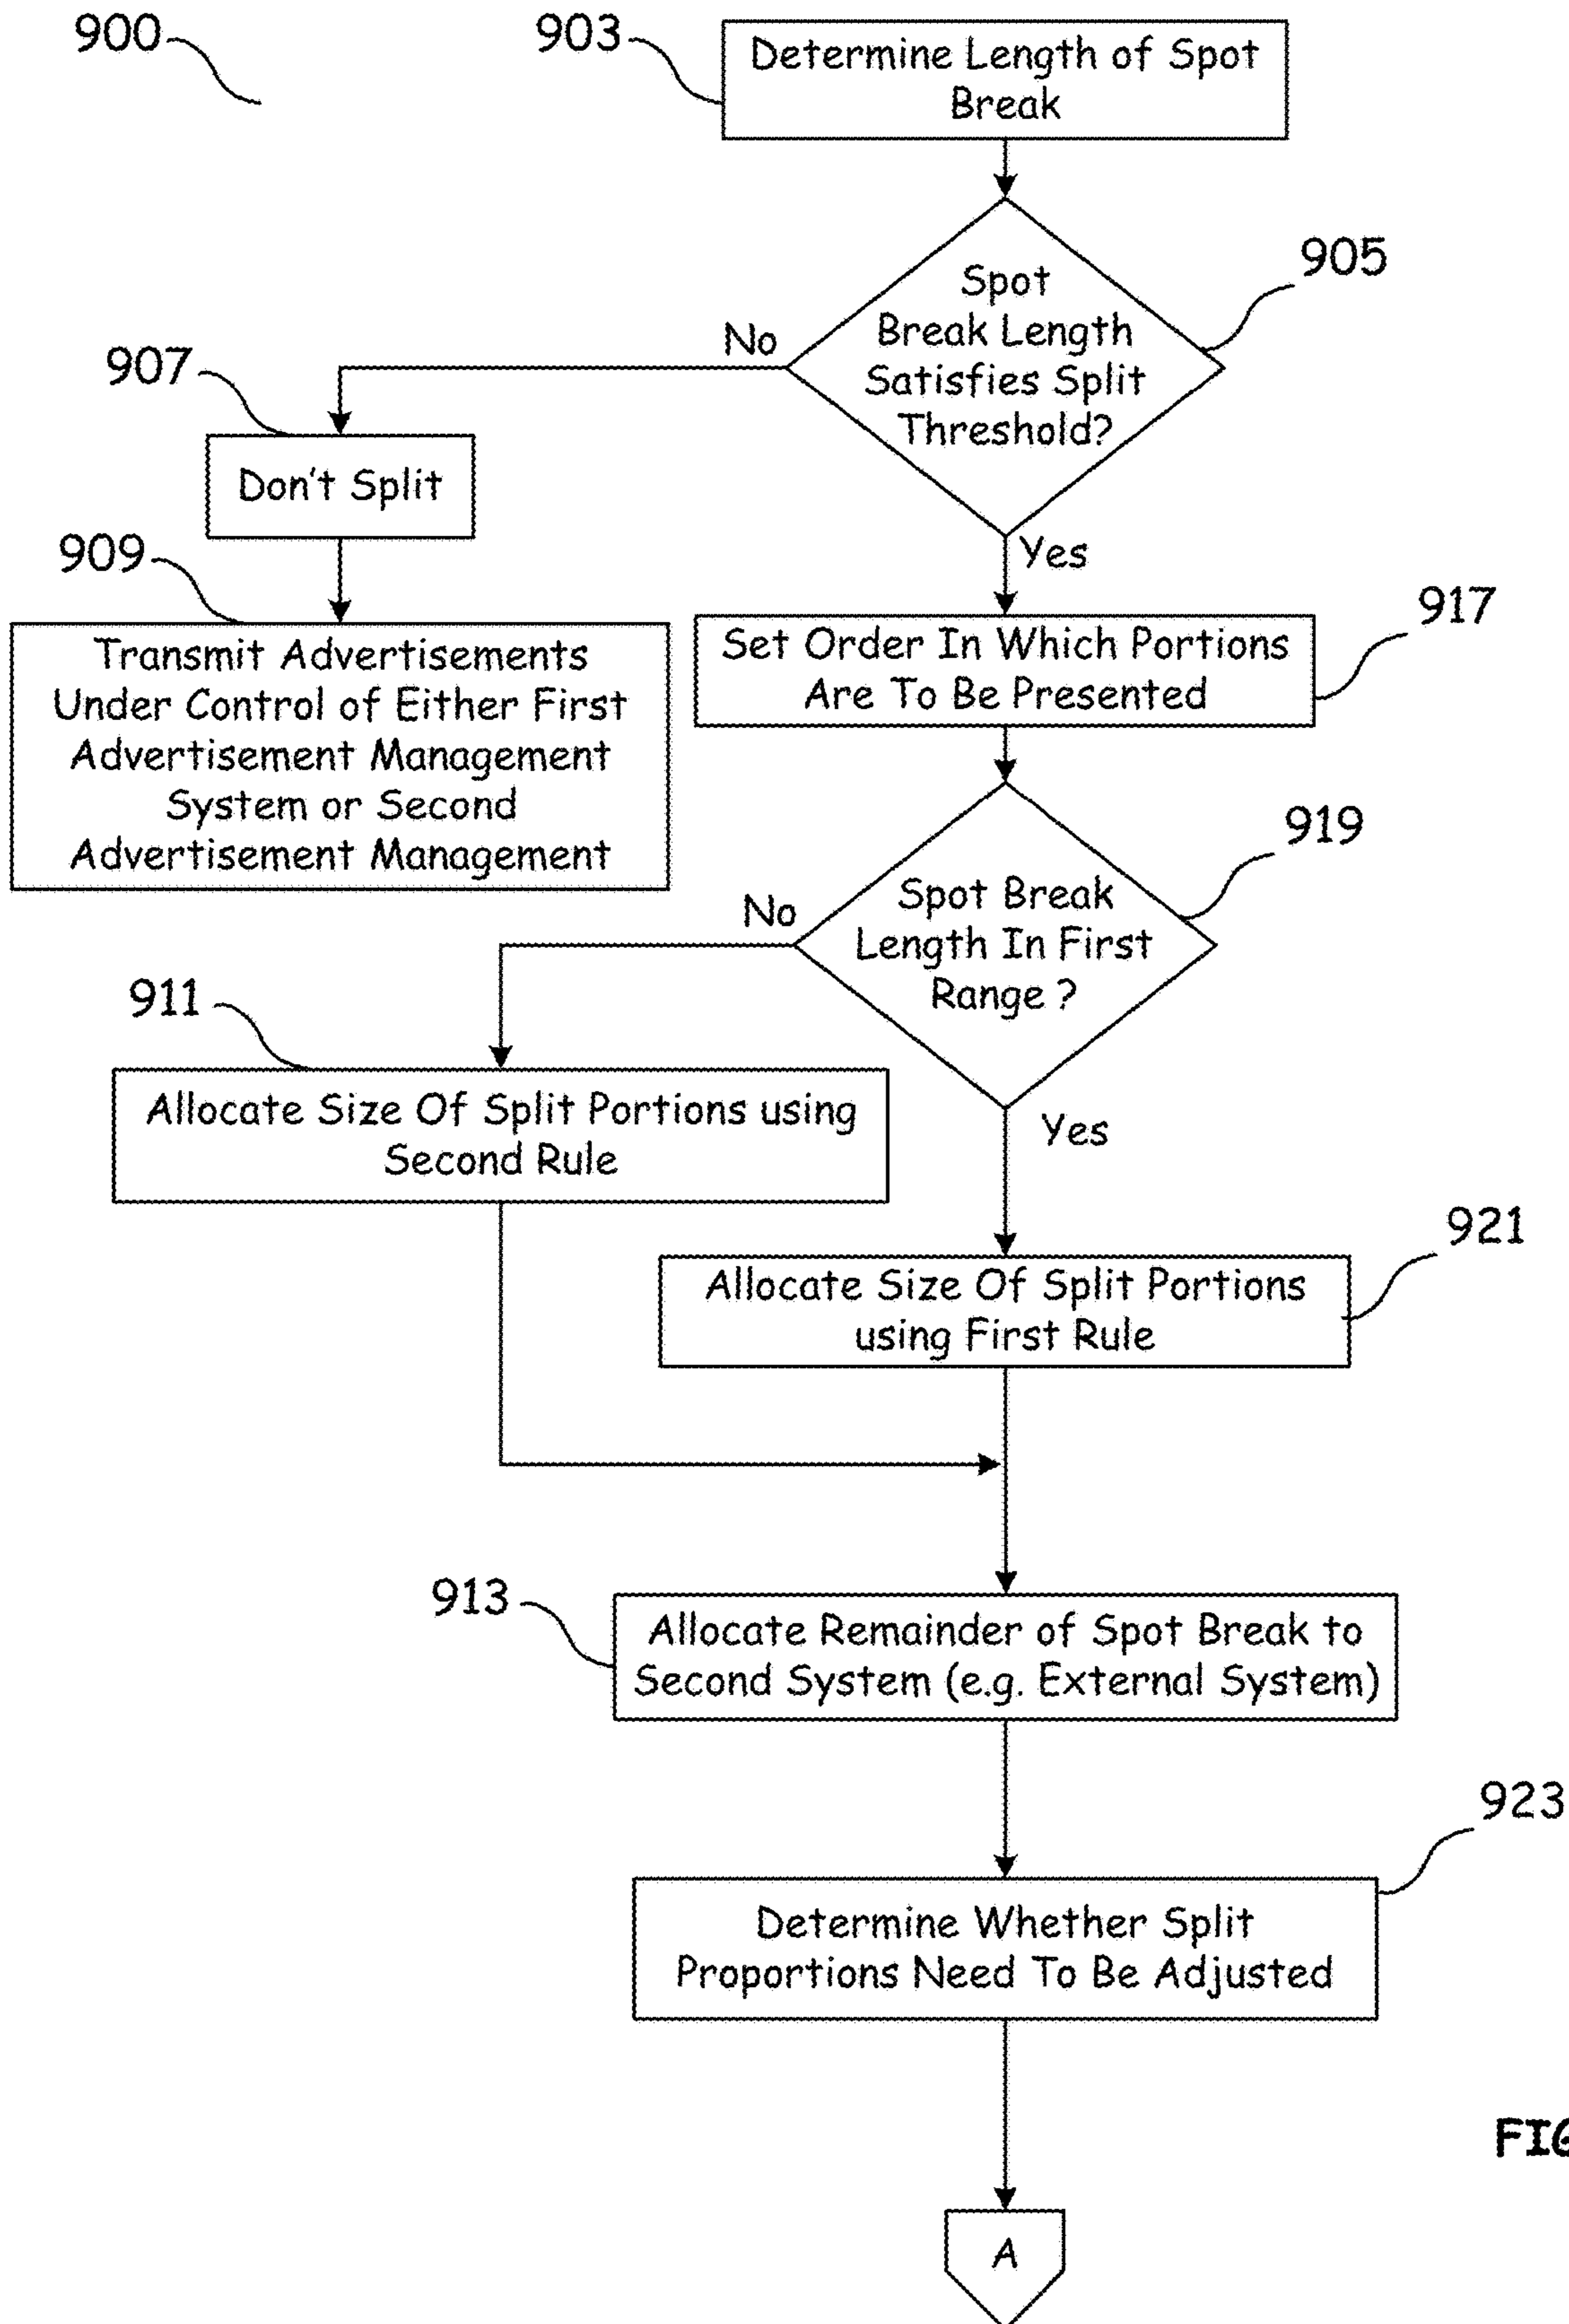 900
903
Determine Length of Spot
Break
905
Spot
Break Length
Satisfies Split
Threshold?
No
907
Don't Split
Yes
909
917
Transmit Advertisements
Under Control of Either First
Advertisement Management
System or Second
Advertisement Management
Set Order In Which Portions
Are To Be Presented
919
Spot Break
Length In First
Range ?
No
911
Allocate Size Of Split Portions using
Second Rule
Yes
921
Allocate Size Of Split Portions
using First Rule
913
Allocate Remainder of Spot Break to
Second System (e.g. External System)
923
Determine Whether Split
Proportions Need To Be Adjusted
A